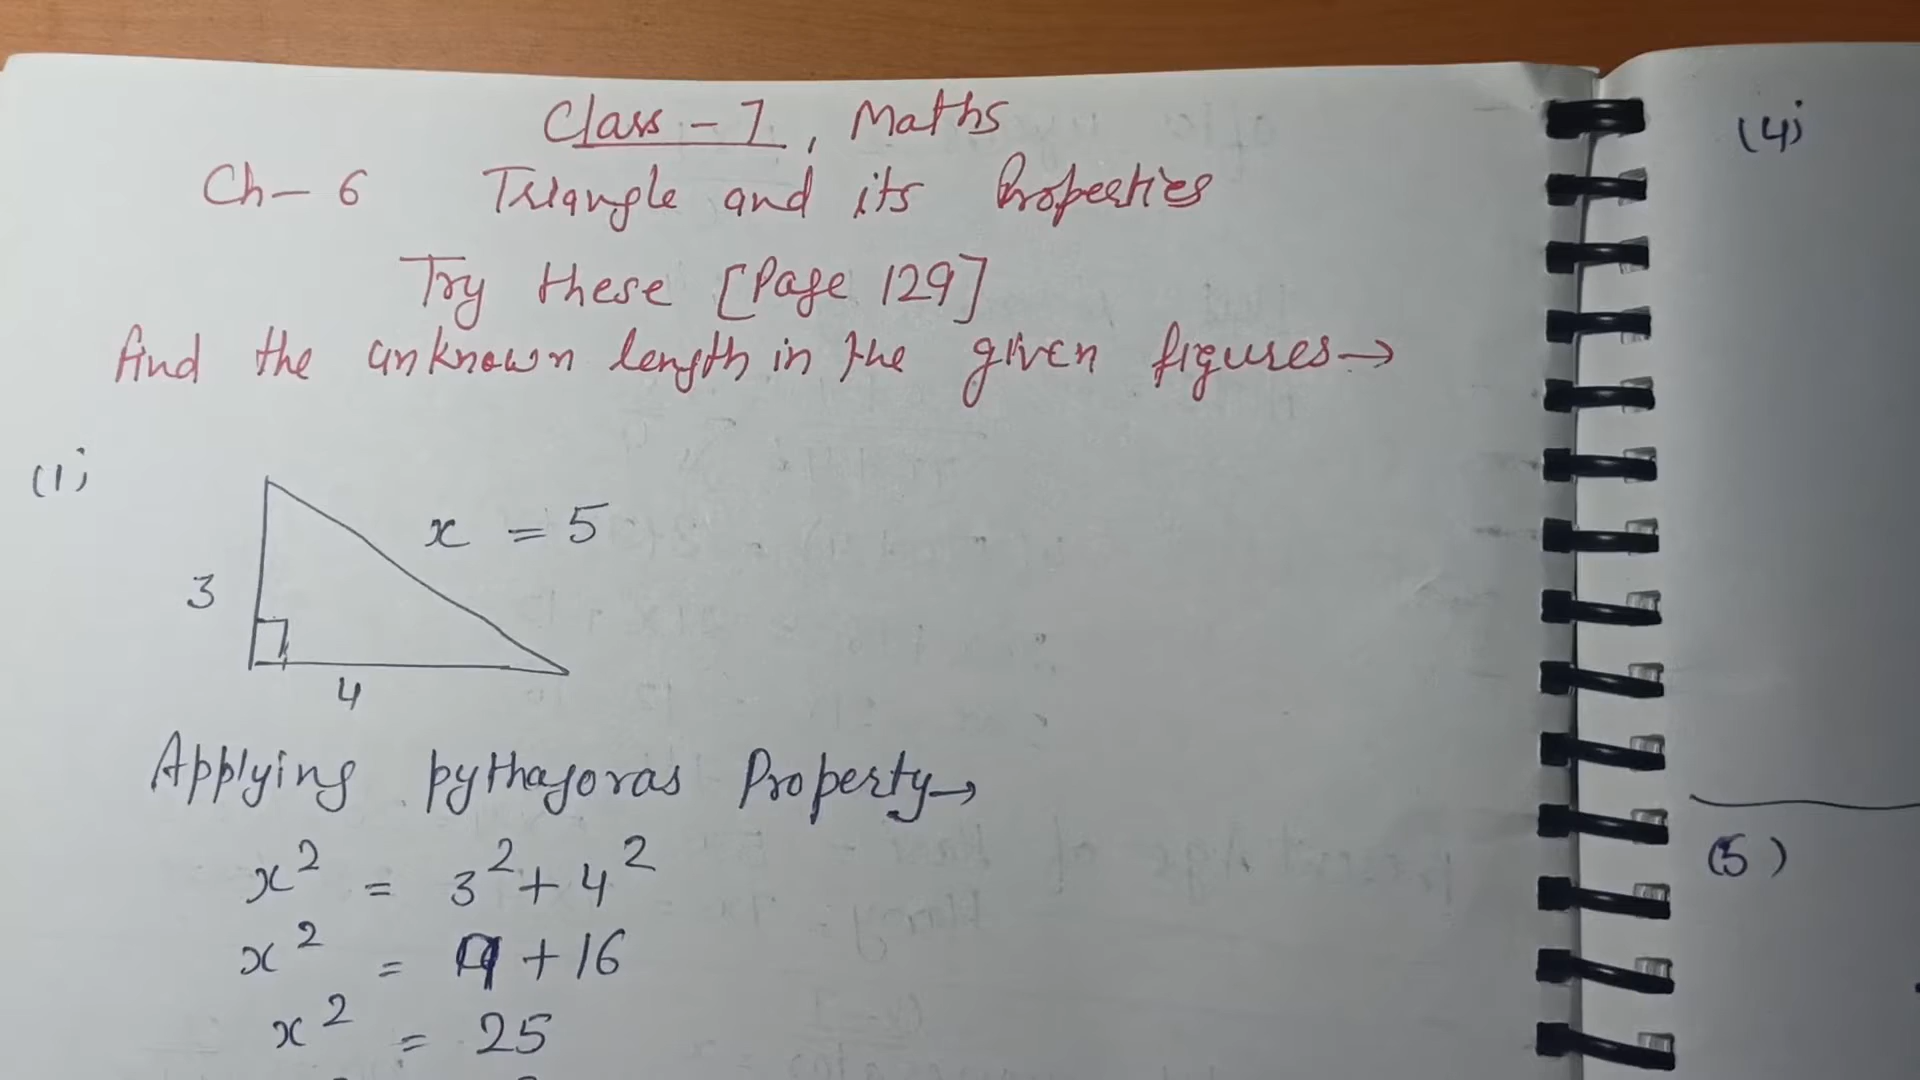 Class - 7, Maths
Ch - 6 Triangle and its Properties
Try these [Page 129]
find the unknown length in the given figures →
(1)
x = 5
3
4
Applying pythagoras Property →
x² = 3² + 4²
x² = 9 + 16
x² = 25
(4)
(5)